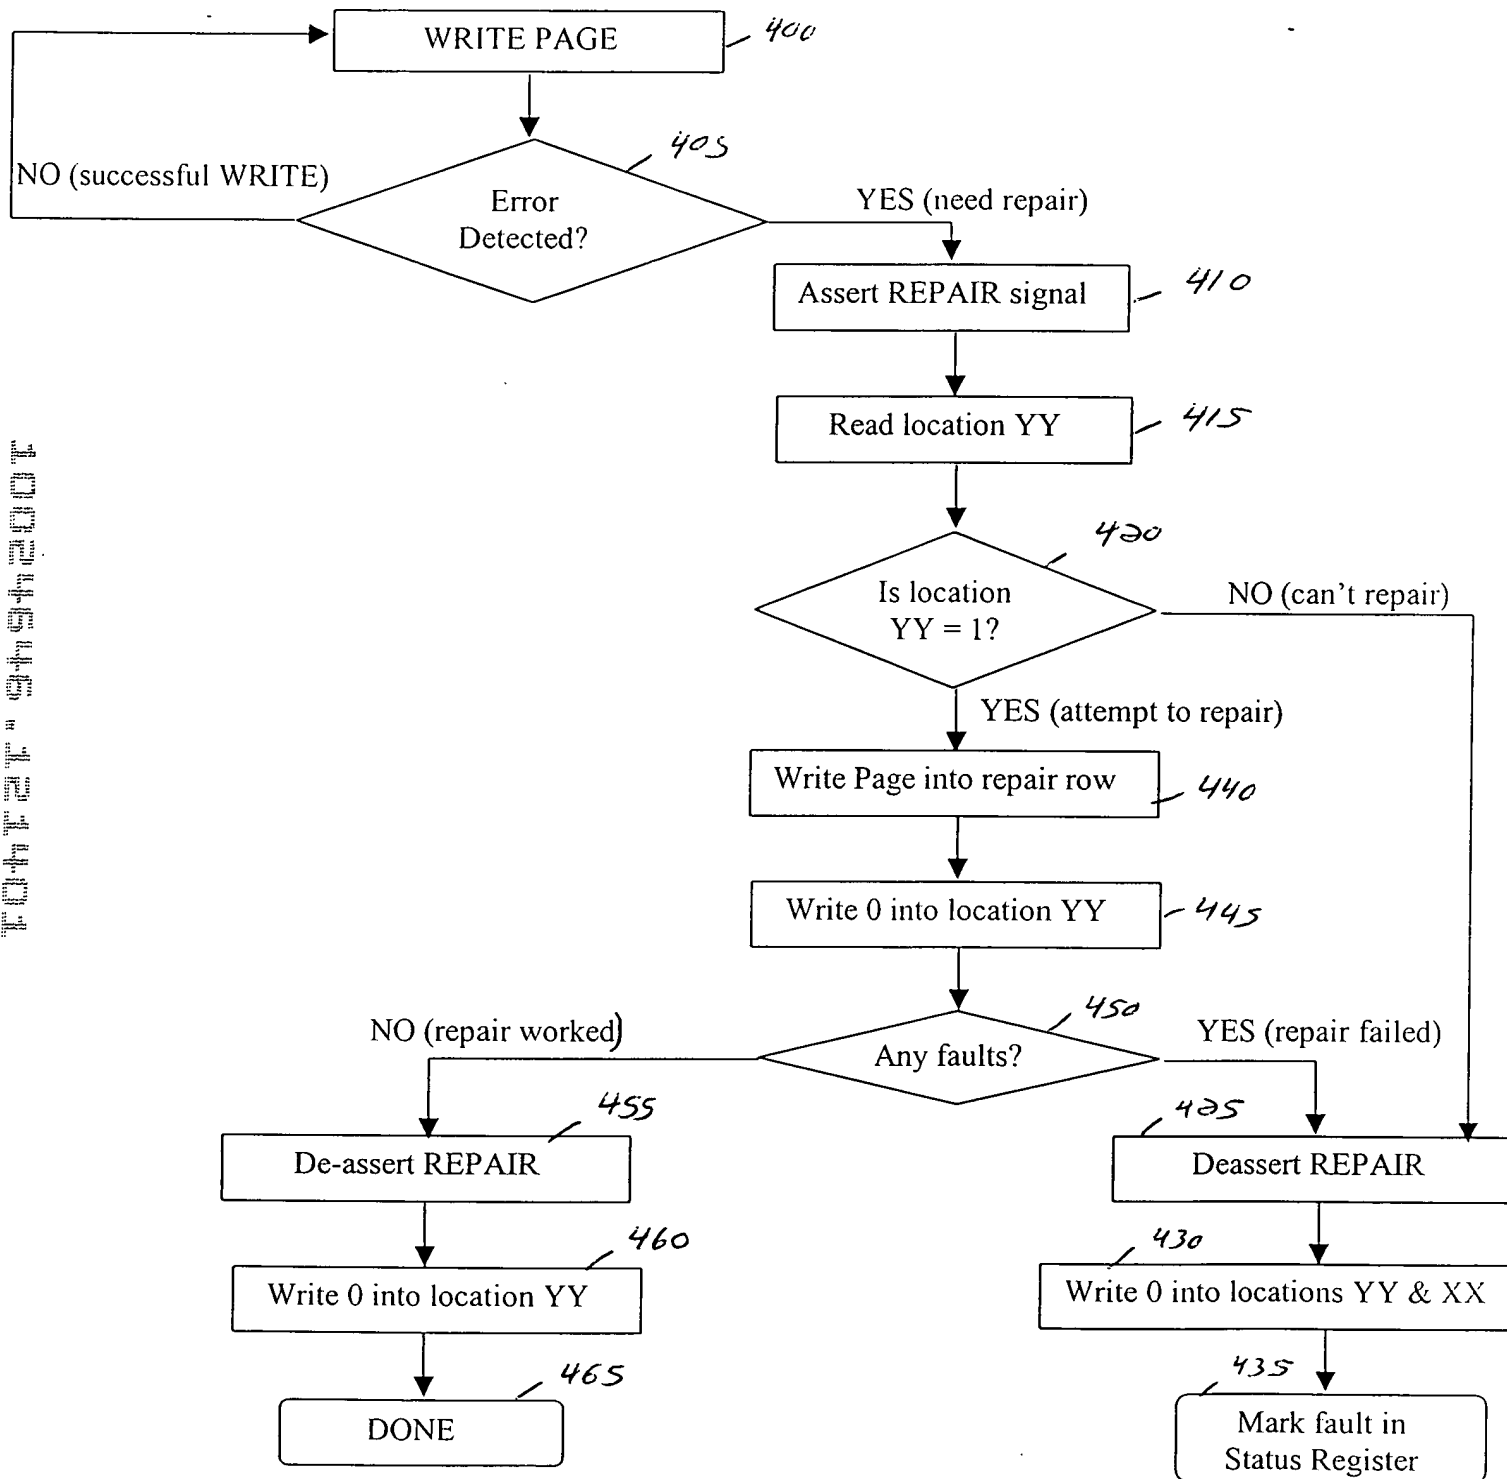 WRITE PAGE
400
405
NO (successful WRITE)
Error
Detected?
YES (need repair)
Assert REPAIR signal
410
Read location YY
415
420
Is location
YY = 1?
NO (can't repair)
YES (attempt to repair)
Write Page into repair row
440
Write 0 into location YY
445
450
NO (repair worked)
Any faults?
YES (repair failed)
455
425
De-assert REPAIR
Deassert REPAIR
460
430
Write 0 into location YY
Write 0 into locations YY & XX
465
435
DONE
Mark fault in
Status Register
10024646.121401